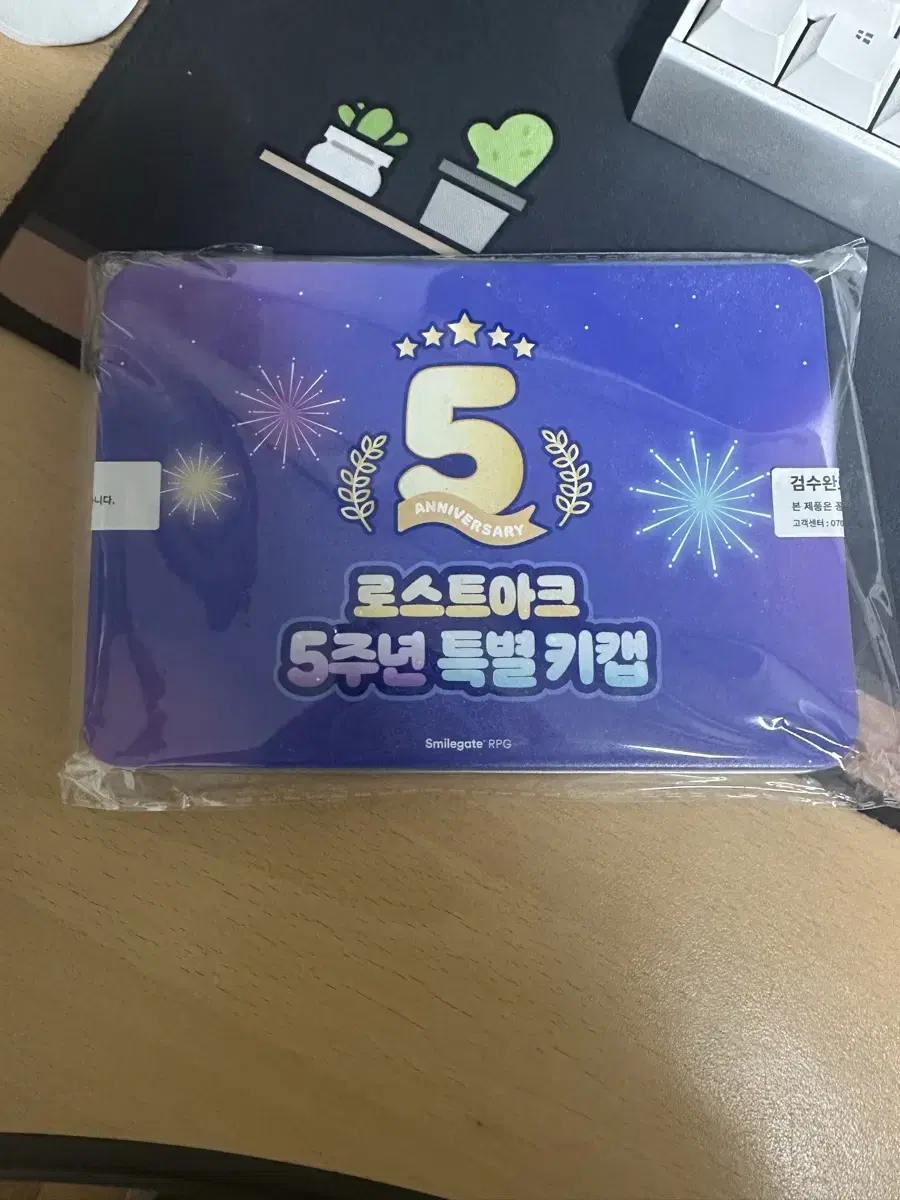 5
ANNIVERSARY
로스트아크
5주년 특별 키캡
Smilegate RPG
니다.
검수완
본 제품은
고객센터 : 070